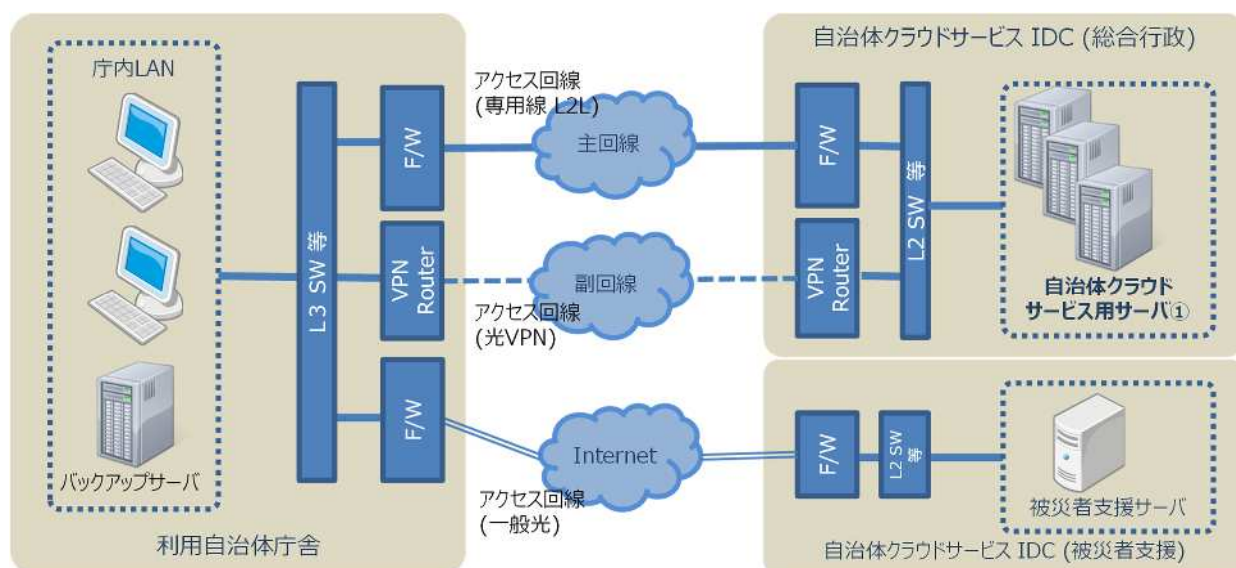 庁内LAN
バックアップサーバ
利用自治体庁舎
L3 SW 等
F/W
VPN
Router
F/W
アクセス回線
(専用線 L2L)
主回線
副回線
アクセス回線
(光VPN)
Internet
アクセス回線
(一般光)
自治体クラウドサービス IDC (総合行政)
F/W
VPN
Router
L2 SW 等
自治体クラウド
サービス用サーバ①
F/W
L2 SW
等
被災者支援サーバ
自治体クラウドサービス IDC (被災者支援)